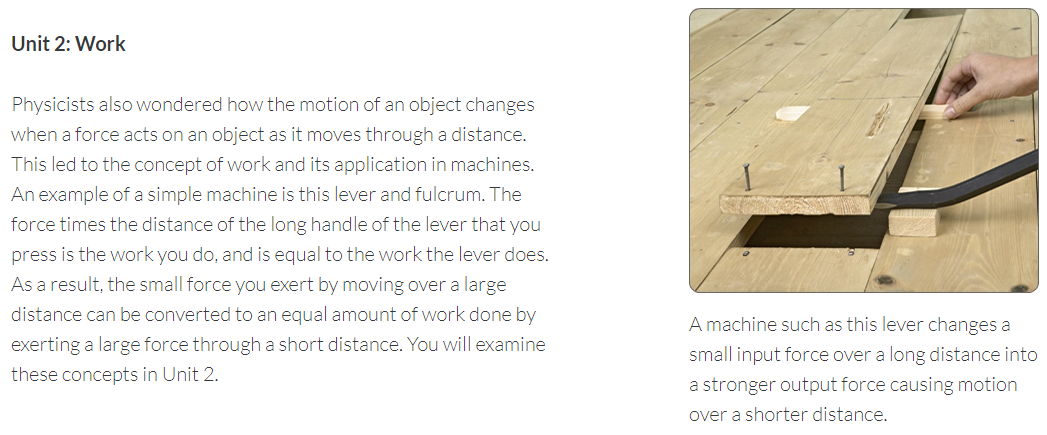 Unit 2: Work
Physicists also wondered how the motion of an object changes
when a force acts on an object as it moves through a distance.
This led to the concept of work and its application in machines.
An example of a simple machine is this lever and fulcrum. The
force times the distance of the long handle of the lever that you
press is the work you do, and is equal to the work the lever does.
As a result, the small force you exert by moving over a large
distance can be converted to an equal amount of work done by
exerting a large force through a short distance. You will examine
these concepts in Unit 2.
A machine such as this lever changes a
small input force over a long distance into
a stronger output force causing motion
over a shorter distance.